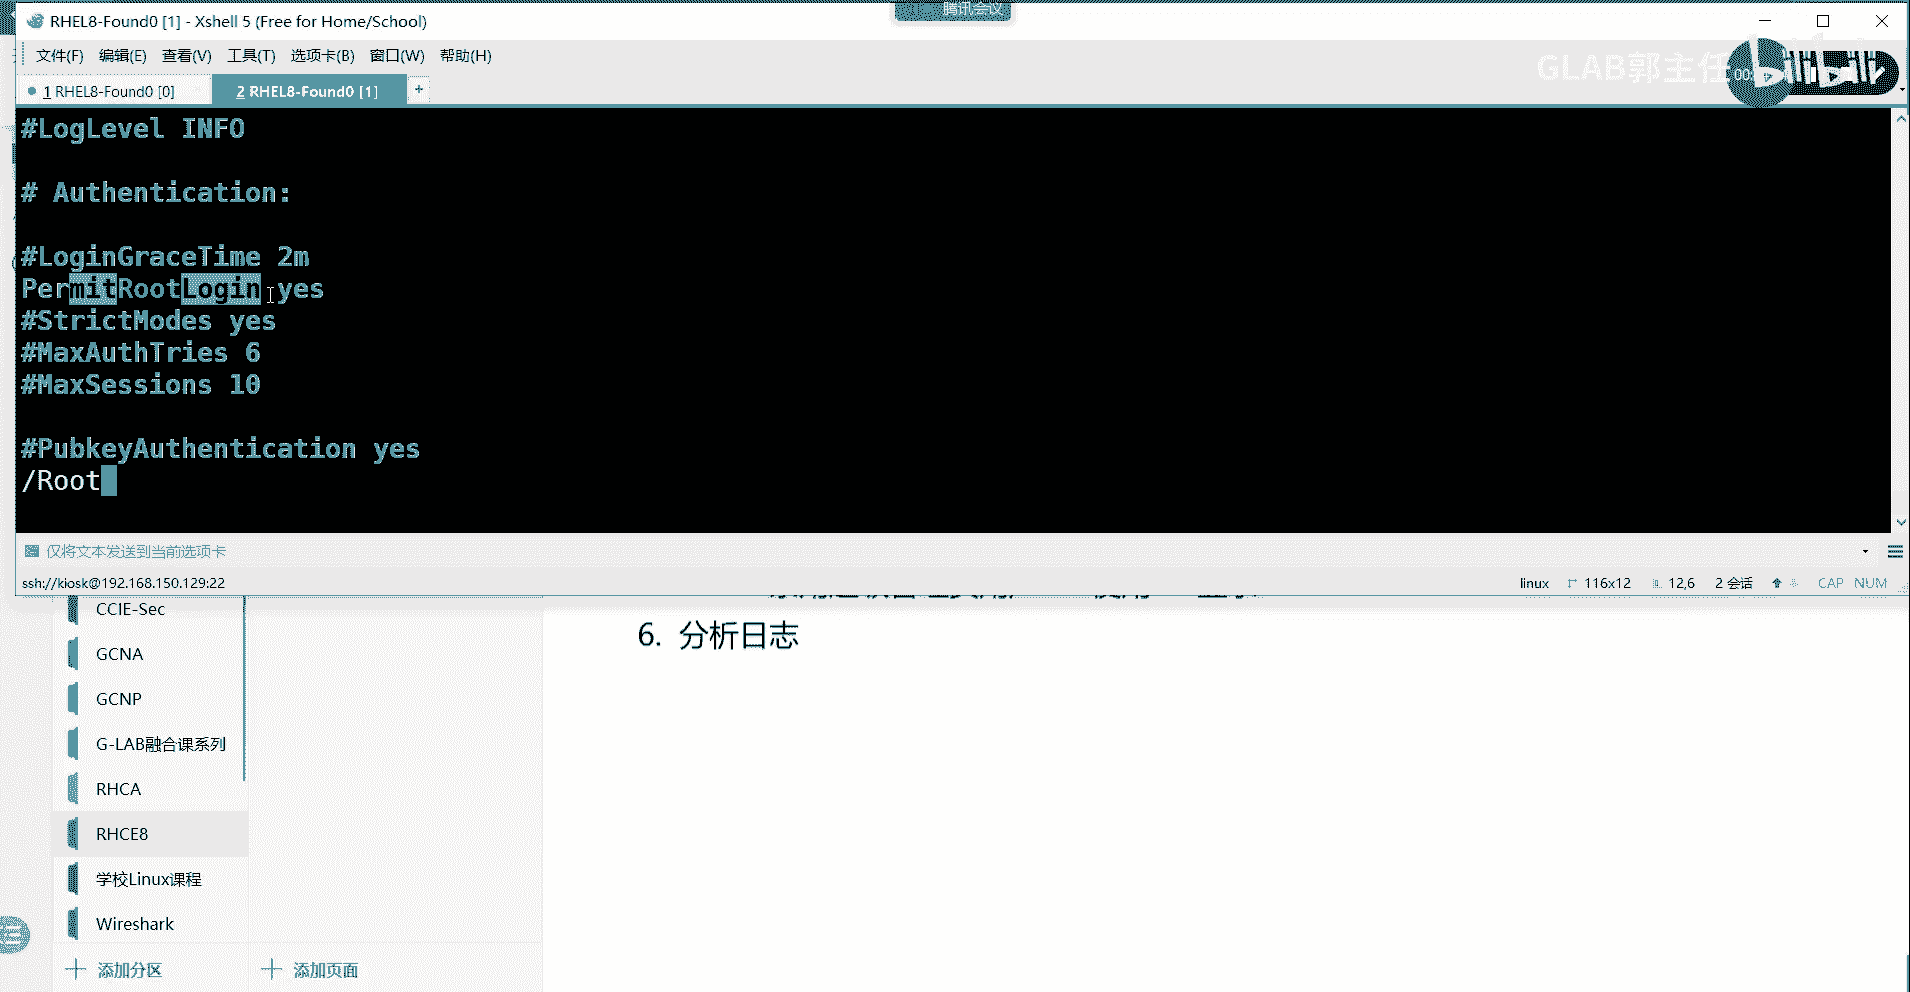 RHEL8-Found0 [1] - Xshell 5 (Free for Home/School)
腾讯会议
文件(F) 编辑(E) 查看(V) 工具(T) 选项卡(B) 窗口(W) 帮助(H)
GLAB郭主任
bilibili
00:
1 RHEL8-Found0 [0]
2 RHEL8-Found0 [1]
+
#LogLevel INFO
# Authentication:
#LoginGraceTime 2m
PermitRootLogin yes
#StrictModes yes
#MaxAuthTries 6
#MaxSessions 10
#PubkeyAuthentication yes
/Root
仅将文本发送到当前选项卡
ssh://kiosk@192.168.150.129:22
linux
116x12
12,6
2 会话
CAP NUM
CCIE-Sec
GCNA
GCNP
G-LAB融合课系列
RHCA
RHCE8
学校Linux课程
Wireshark
添加分区
添加页面
6. 分析日志